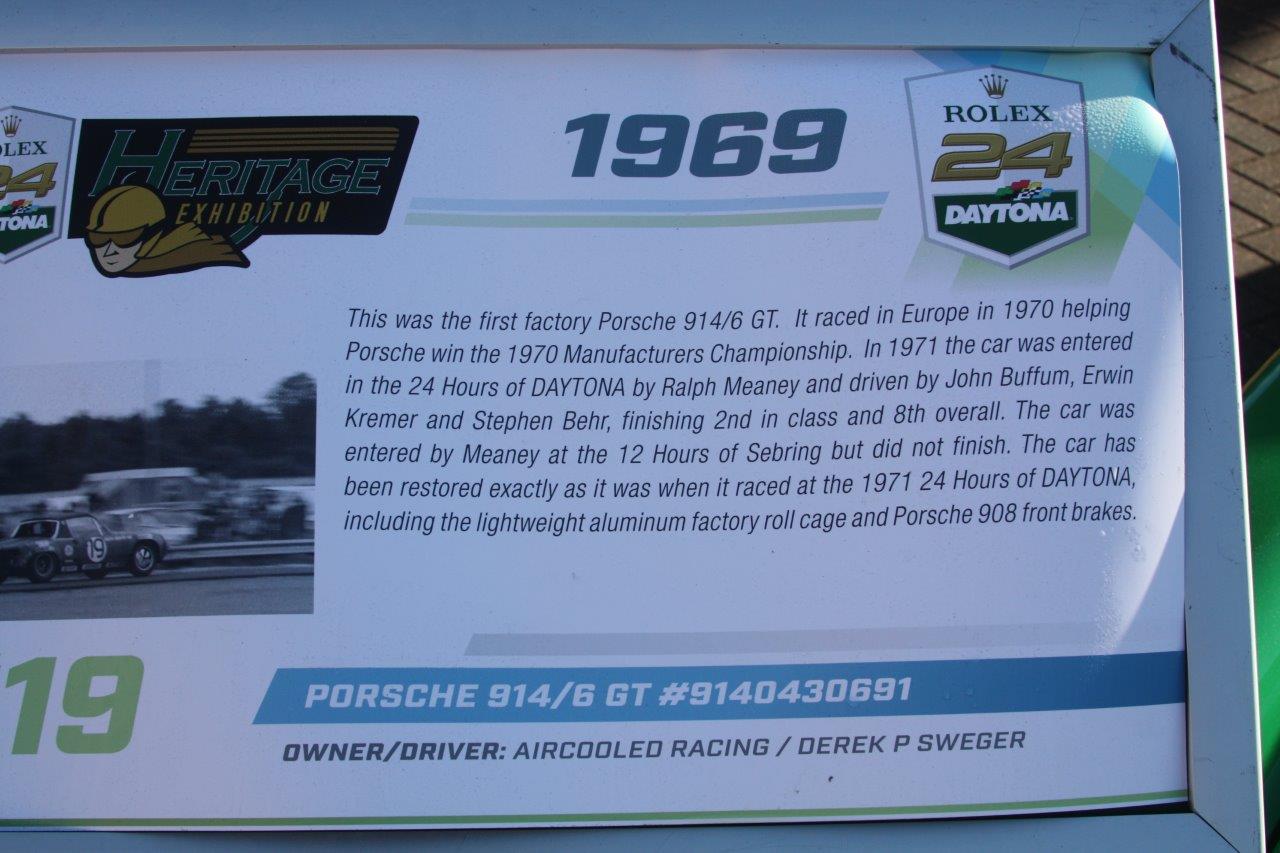 1969
ROLEX
24
DAYTONA
HERITAGE
EXHIBITION
ROLEX
24
DAYTONA
This was the first factory Porsche 914/6 GT. It raced in Europe in 1970 helping
Porsche win the 1970 Manufacturers Championship. In 1971 the car was entered
in the 24 Hours of DAYTONA by Ralph Meaney and driven by John Buffum, Erwin
Kremer and Stephen Behr, finishing 2nd in class and 8th overall. The car was
entered by Meaney at the 12 Hours of Sebring but did not finish. The car has
been restored exactly as it was when it raced at the 1971 24 Hours of DAYTONA,
including the lightweight aluminum factory roll cage and Porsche 908 front brakes.
19
19
PORSCHE 914/6 GT #9140430691
OWNER/DRIVER: AIRCOOLED RACING / DEREK P SWEGER